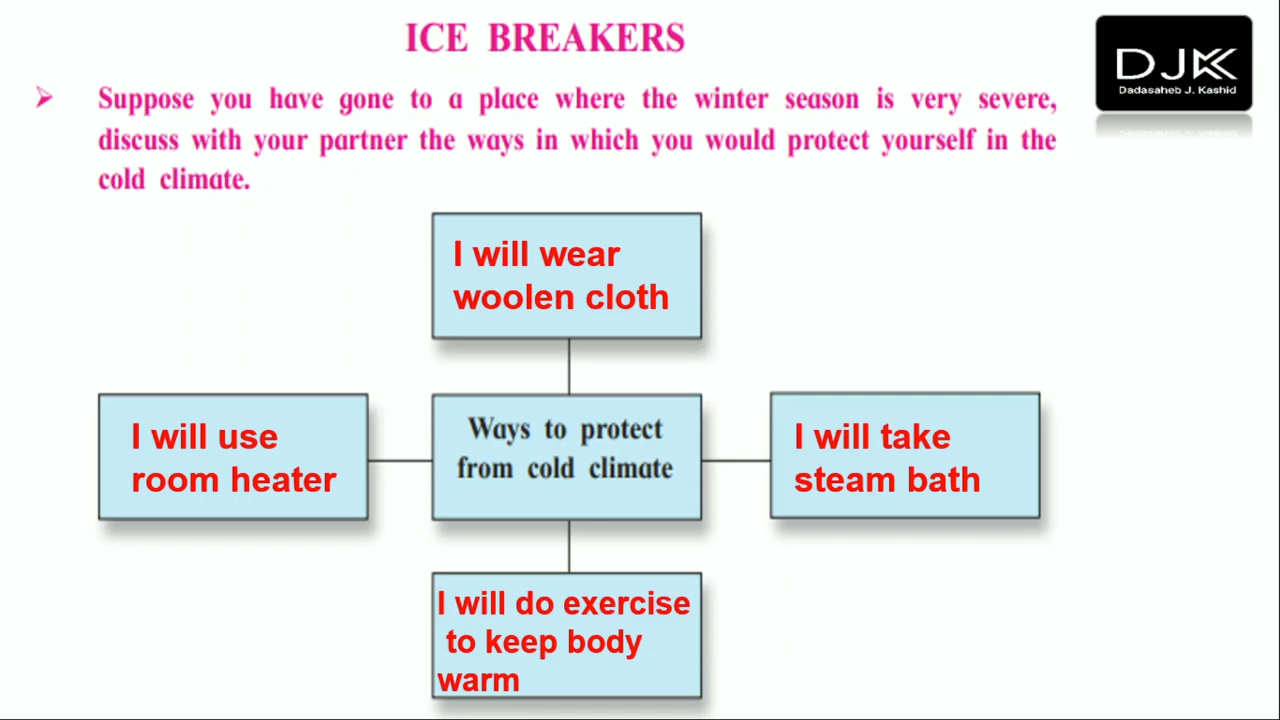 ICE BREAKERS
DJK
Dadasaheb J. Kashid
Suppose you have gone to a place where the winter season is very severe,
discuss with your partner the ways in which you would protect yourself in the
cold climate.
I will wear
woolen cloth
I will use
room heater
Ways to protect
from cold climate
I will take
steam bath
I will do exercise
to keep body
warm